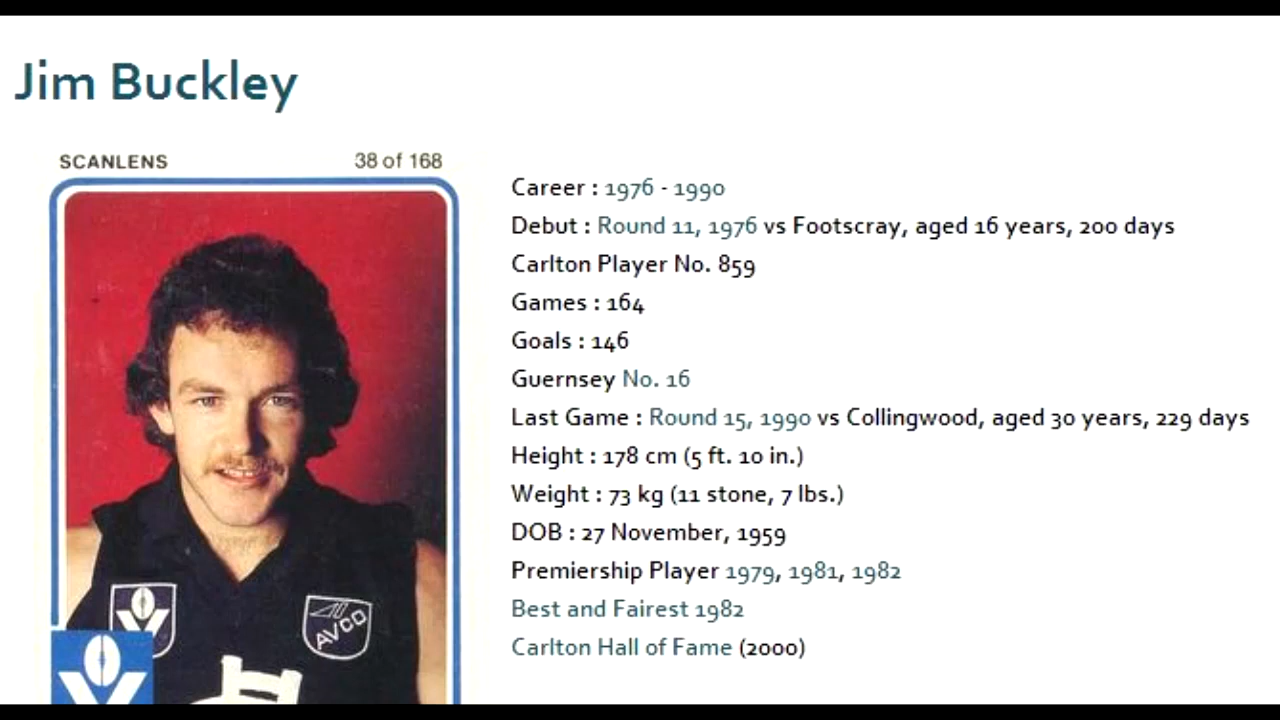 Jim Buckley
SCANLENS 38 of 168
Career : 1976 - 1990
Debut : Round 11, 1976 vs Footscray, aged 16 years, 200 days
Carlton Player No. 859
Games : 164
Goals : 146
Guernsey No. 16
Last Game : Round 15, 1990 vs Collingwood, aged 30 years, 229 days
Height : 178 cm (5 ft. 10 in.)
Weight : 73 kg (11 stone, 7 lbs.)
DOB : 27 November, 1959
Premiership Player 1979, 1981, 1982
Best and Fairest 1982
Carlton Hall of Fame (2000)
AVCO